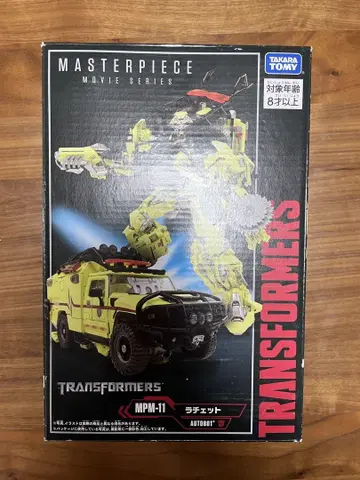 MASTERPIECE
MOVIE SERIES
TAKARA
TOMY
対象年齢
8才以上
TRANSFORMERS
TRANSFORMERS
MPM-11
ラチェット
AUTOBOT